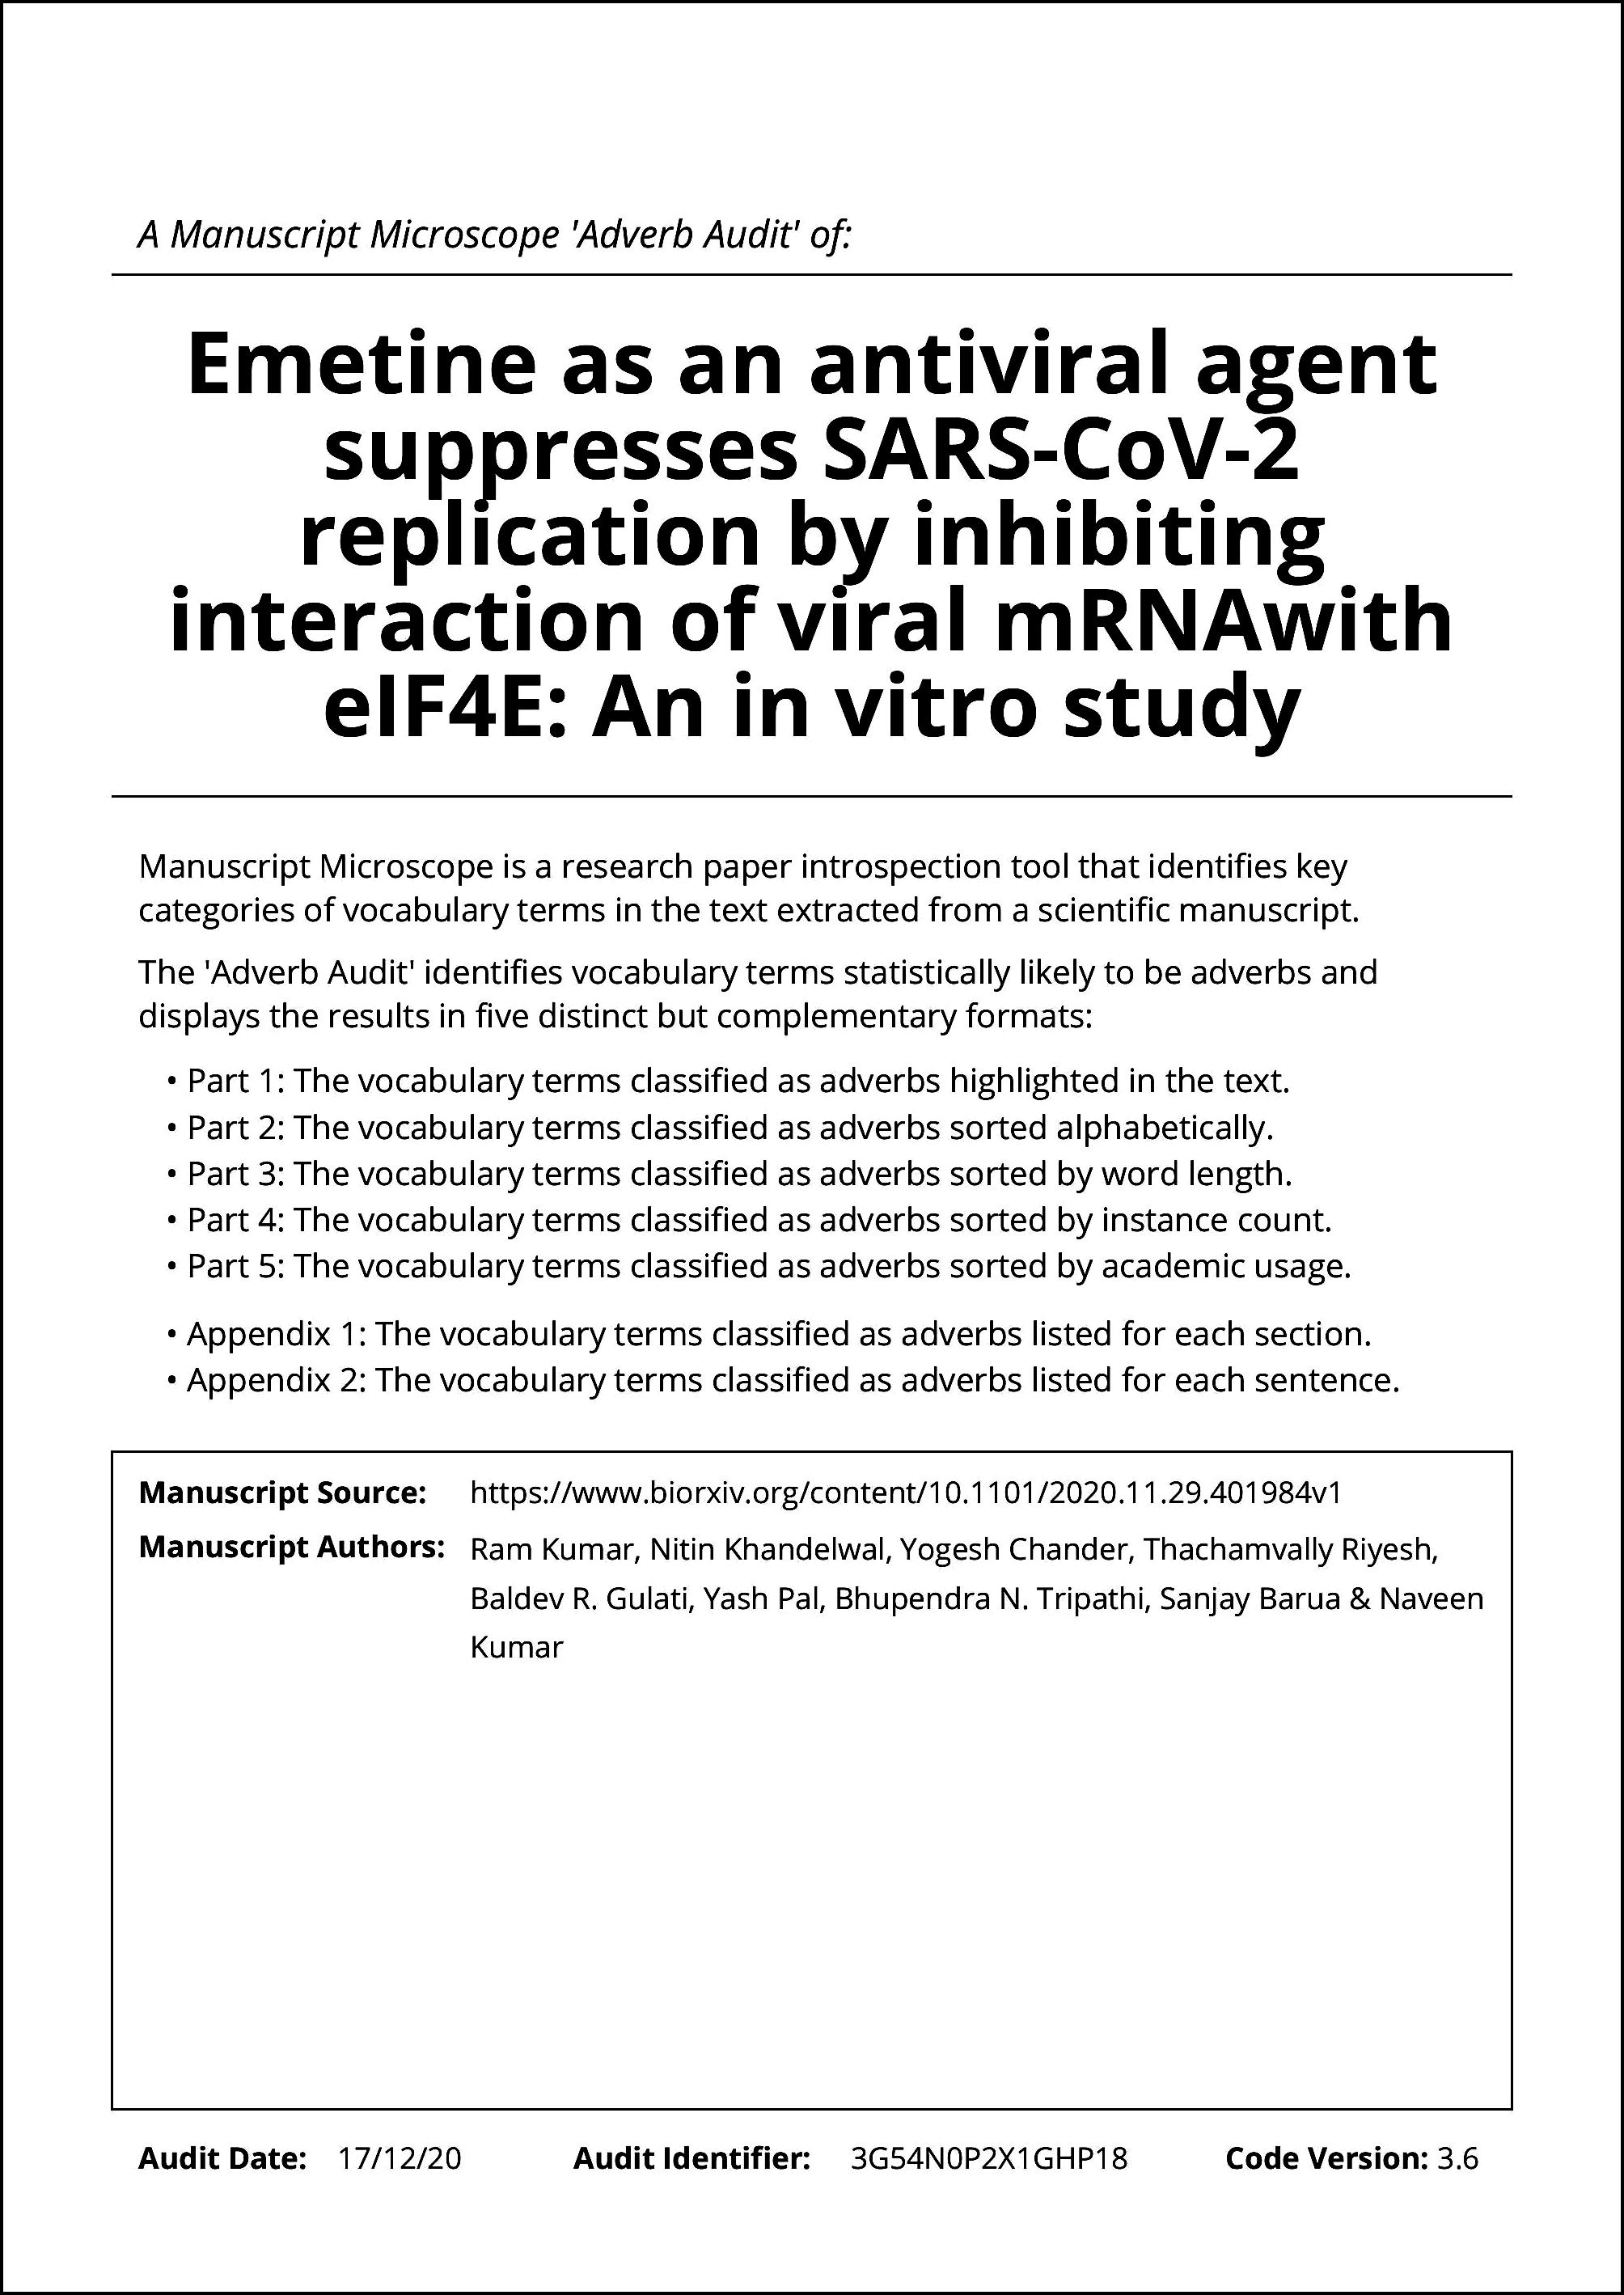 A Manuscript Microscope 'Adverb Audit' of:
Emetine as an antiviral agent
suppresses SARS-CoV-2
replication by inhibiting
interaction of viral mRNAwith
eIF4E: An in vitro study
Manuscript Microscope is a research paper introspection tool that identifies key
categories of vocabulary terms in the text extracted from a scientific manuscript.
The 'Adverb Audit' identifies vocabulary terms statistically likely to be adverbs and
displays the results in five distinct but complementary formats:
• Part 1: The vocabulary terms classified as adverbs highlighted in the text.
• Part 2: The vocabulary terms classified as adverbs sorted alphabetically.
• Part 3: The vocabulary terms classified as adverbs sorted by word length.
• Part 4: The vocabulary terms classified as adverbs sorted by instance count.
• Part 5: The vocabulary terms classified as adverbs sorted by academic usage.
• Appendix 1: The vocabulary terms classified as adverbs listed for each section.
• Appendix 2: The vocabulary terms classified as adverbs listed for each sentence.
Manuscript Source: https://www.biorxiv.org/content/10.1101/2020.11.29.401984v1
Manuscript Authors: Ram Kumar, Nitin Khandelwal, Yogesh Chander, Thachamvally Riyesh,
Baldev R. Gulati, Yash Pal, Bhupendra N. Tripathi, Sanjay Barua & Naveen
Kumar
Audit Date: 17/12/20 Audit Identifier: 3G54N0P2X1GHP18 Code Version: 3.6